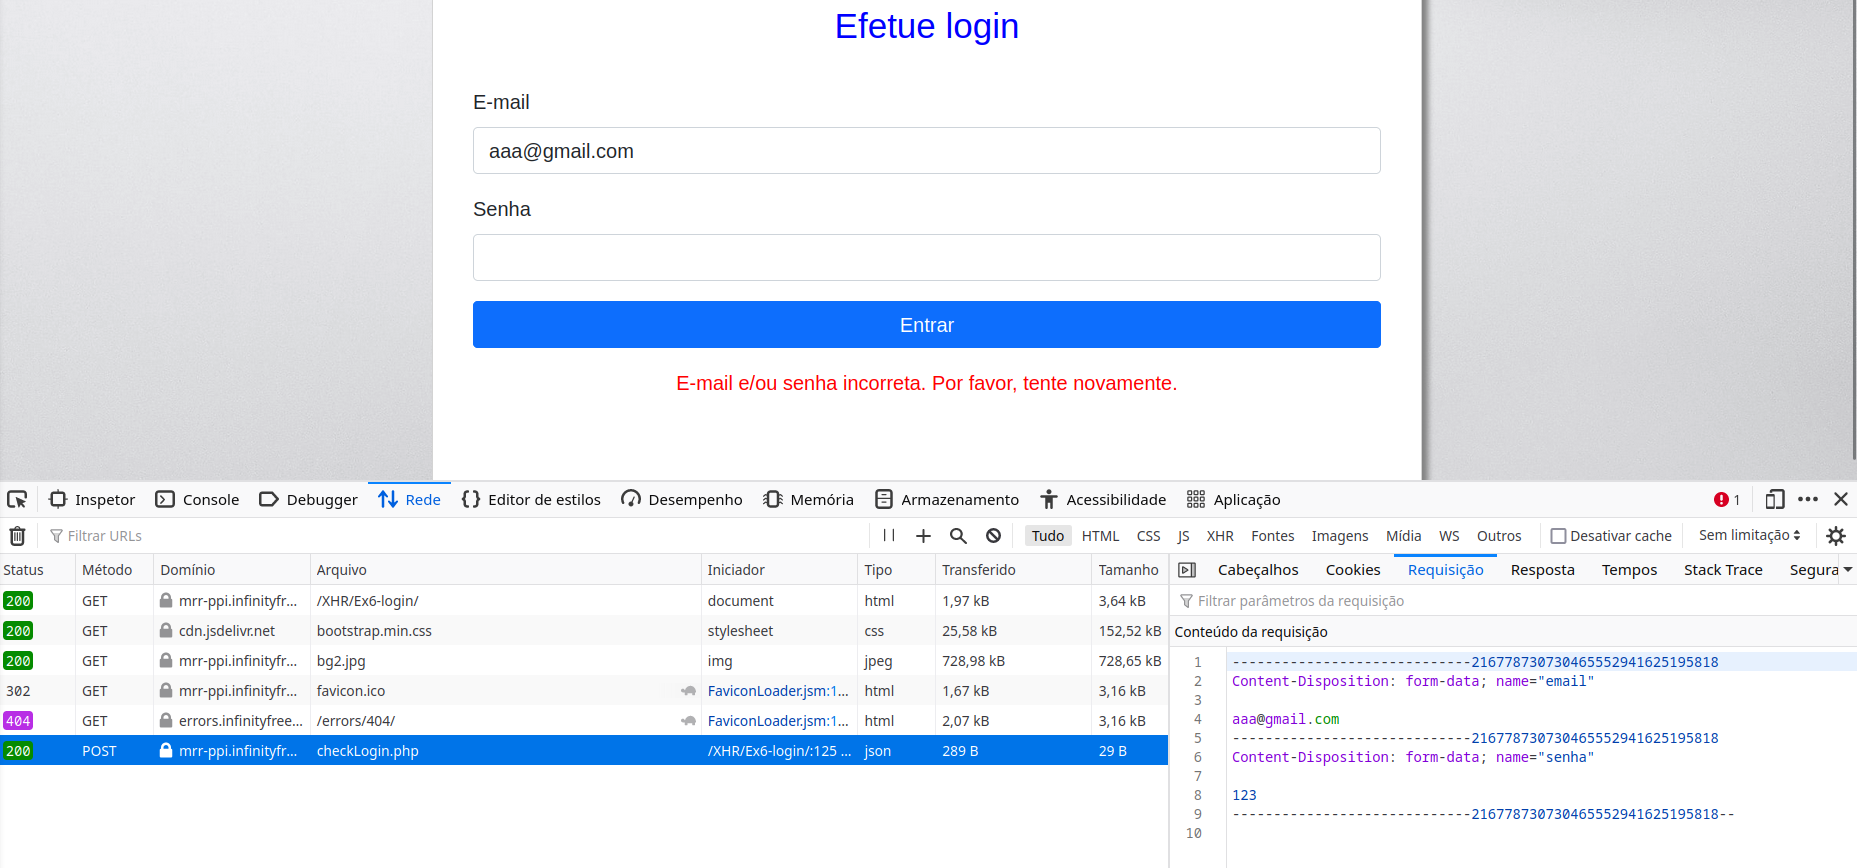 Efetue login
E-mail
aaa@gmail.com
Senha
Entrar
E-mail e/ou senha incorreta. Por favor, tente novamente.
Inspetor Console Debugger Rede Editor de estilos Desempenho Memória Armazenamento Acessibilidade Aplicação 1
Filtrar URLs Tudo HTML CSS JS XHR Fontes Imagens Mídia WS Outros Desativar cache Sem limitação
Status Método Domínio Arquivo Iniciador Tipo Transferido Tamanho
200 GET mrr-ppi.infinityfr... /XHR/Ex6-login/ document html 1,97 kB 3,64 kB
200 GET cdn.jsdelivr.net bootstrap.min.css stylesheet css 25,58 kB 152,52 kB
200 GET mrr-ppi.infinityfr... bg2.jpg img jpeg 728,98 kB 728,65 kB
302 GET mrr-ppi.infinityfr... favicon.ico FaviconLoader.jsm:1... html 1,67 kB 3,16 kB
404 GET errors.infinityfree... /errors/404/ FaviconLoader.jsm:1... html 2,07 kB 3,16 kB
200 POST mrr-ppi.infinityfr... checkLogin.php /XHR/Ex6-login/:125 ... json 289 B 29 B
Cabeçalhos Cookies Requisição Resposta Tempos Stack Trace Segura
Filtrar parâmetros da requisição
Conteúdo da requisição
1 -----------------------------216778730730465552941625195818
2 Content-Disposition: form-data; name="email"
3
4 aaa@gmail.com
5 -----------------------------216778730730465552941625195818
6 Content-Disposition: form-data; name="senha"
7
8 123
9 -----------------------------216778730730465552941625195818--
10